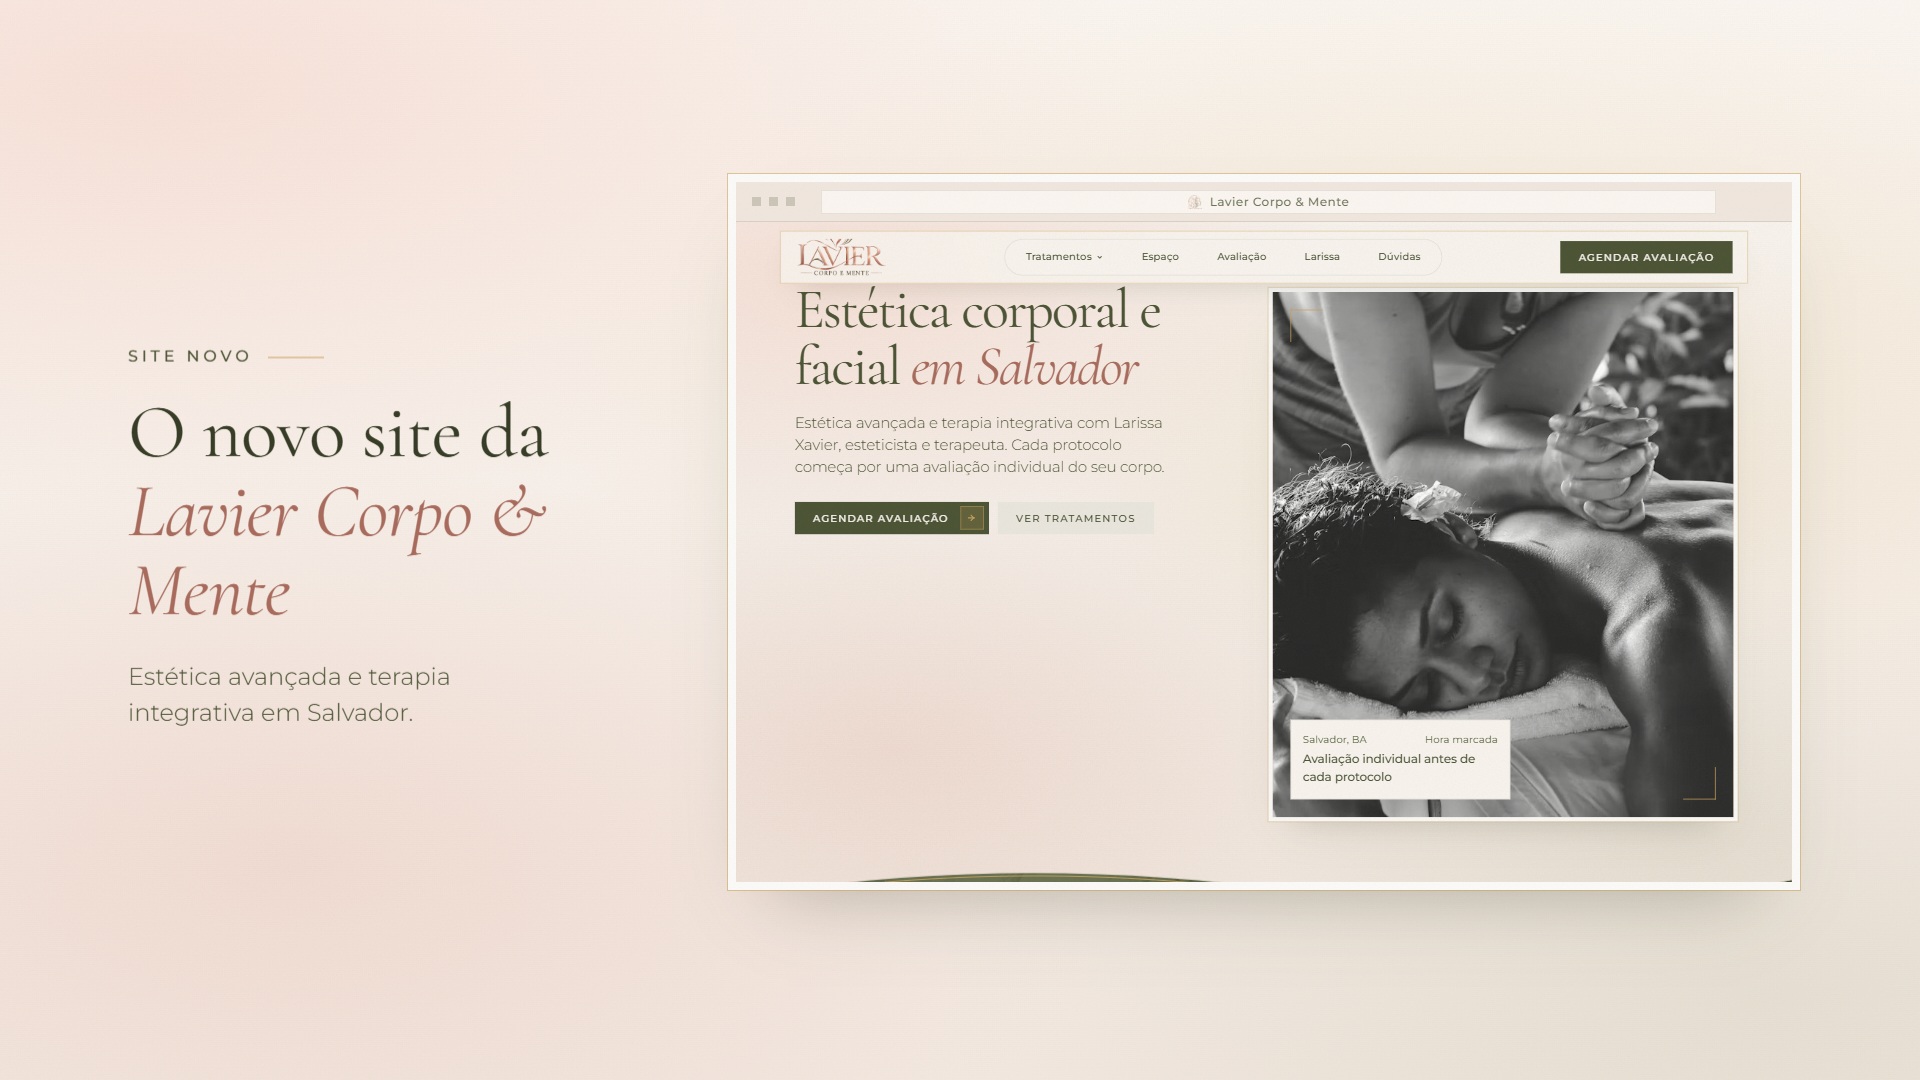 SITE NOVO
O novo site da
Lavier Corpo &
Mente
Estética avançada e terapia
integrativa em Salvador.
Lavier Corpo & Mente
LAVIER
CORPO E MENTE
Tratamentos
Espaço
Avaliação
Larissa
Dúvidas
AGENDAR AVALIAÇÃO
Estética corporal e
facial em Salvador
Estética avançada e terapia integrativa com Larissa
Xavier, esteticista e terapeuta. Cada protocolo
começa por uma avaliação individual do seu corpo.
AGENDAR AVALIAÇÃO
VER TRATAMENTOS
Salvador, BA
Hora marcada
Avaliação individual antes de
cada protocolo